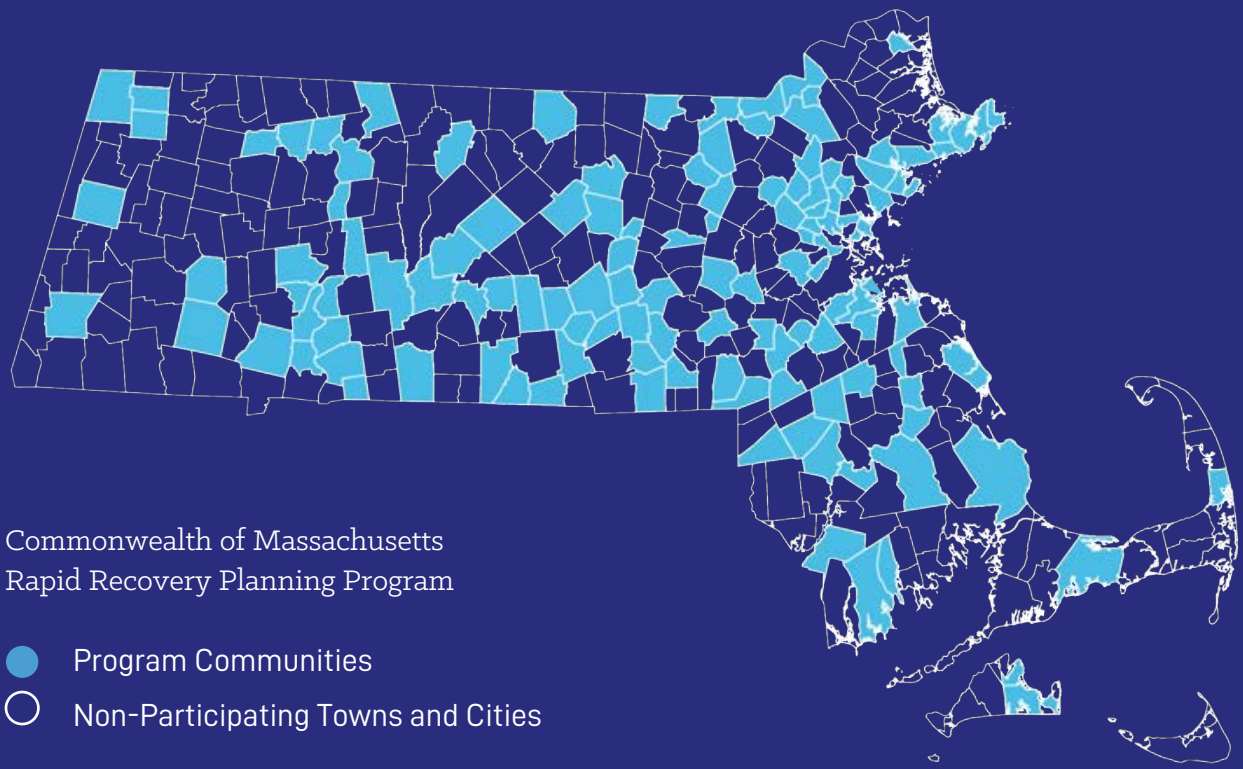 Commonwealth of Massachusetts
Rapid Recovery Planning Program
Program Communities
Non-Participating Towns and Cities